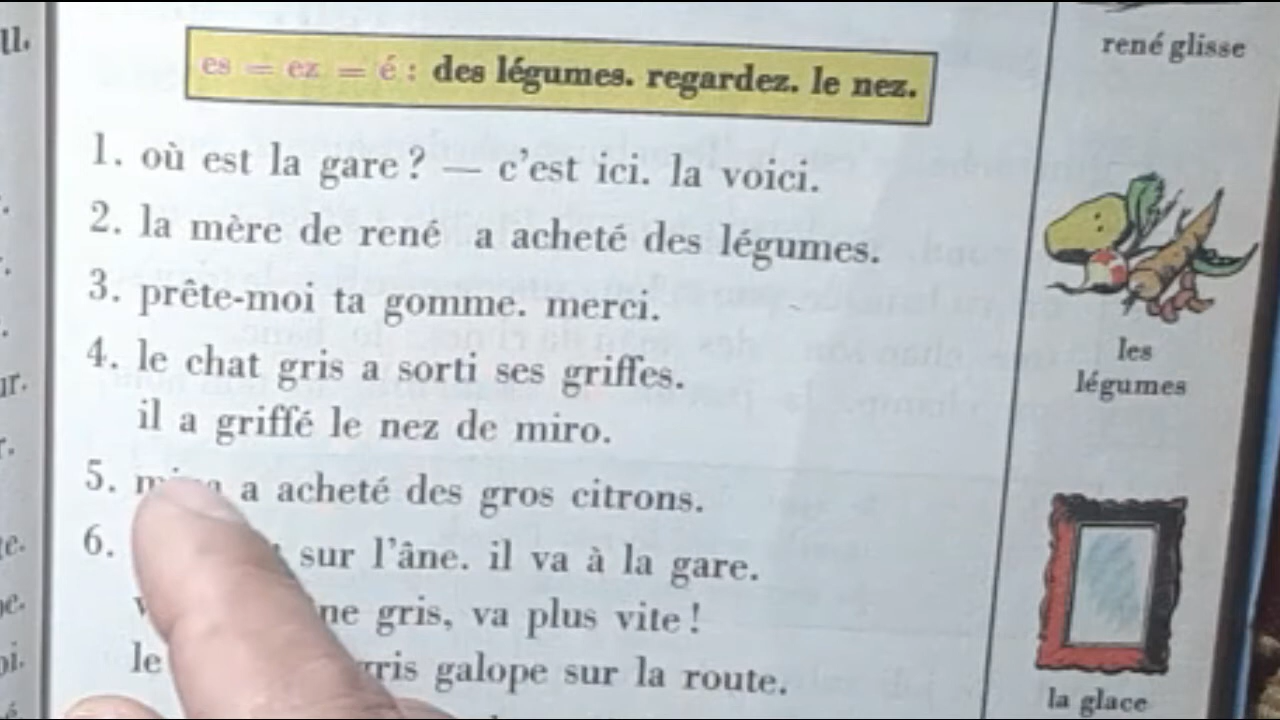 rené glisse
es = ez = é : des légumes. regardez. le nez.
1. où est la gare ? — c'est ici. la voici.
2. la mère de rené a acheté des légumes.
3. prête-moi ta gomme. merci.
4. le chat gris a sorti ses griffes.
il a griffé le nez de miro.
5. a acheté des gros citrons.
6. sur l'âne. il va à la gare.
gris, va plus vite !
le gris galope sur la route.
les
légumes
la glace